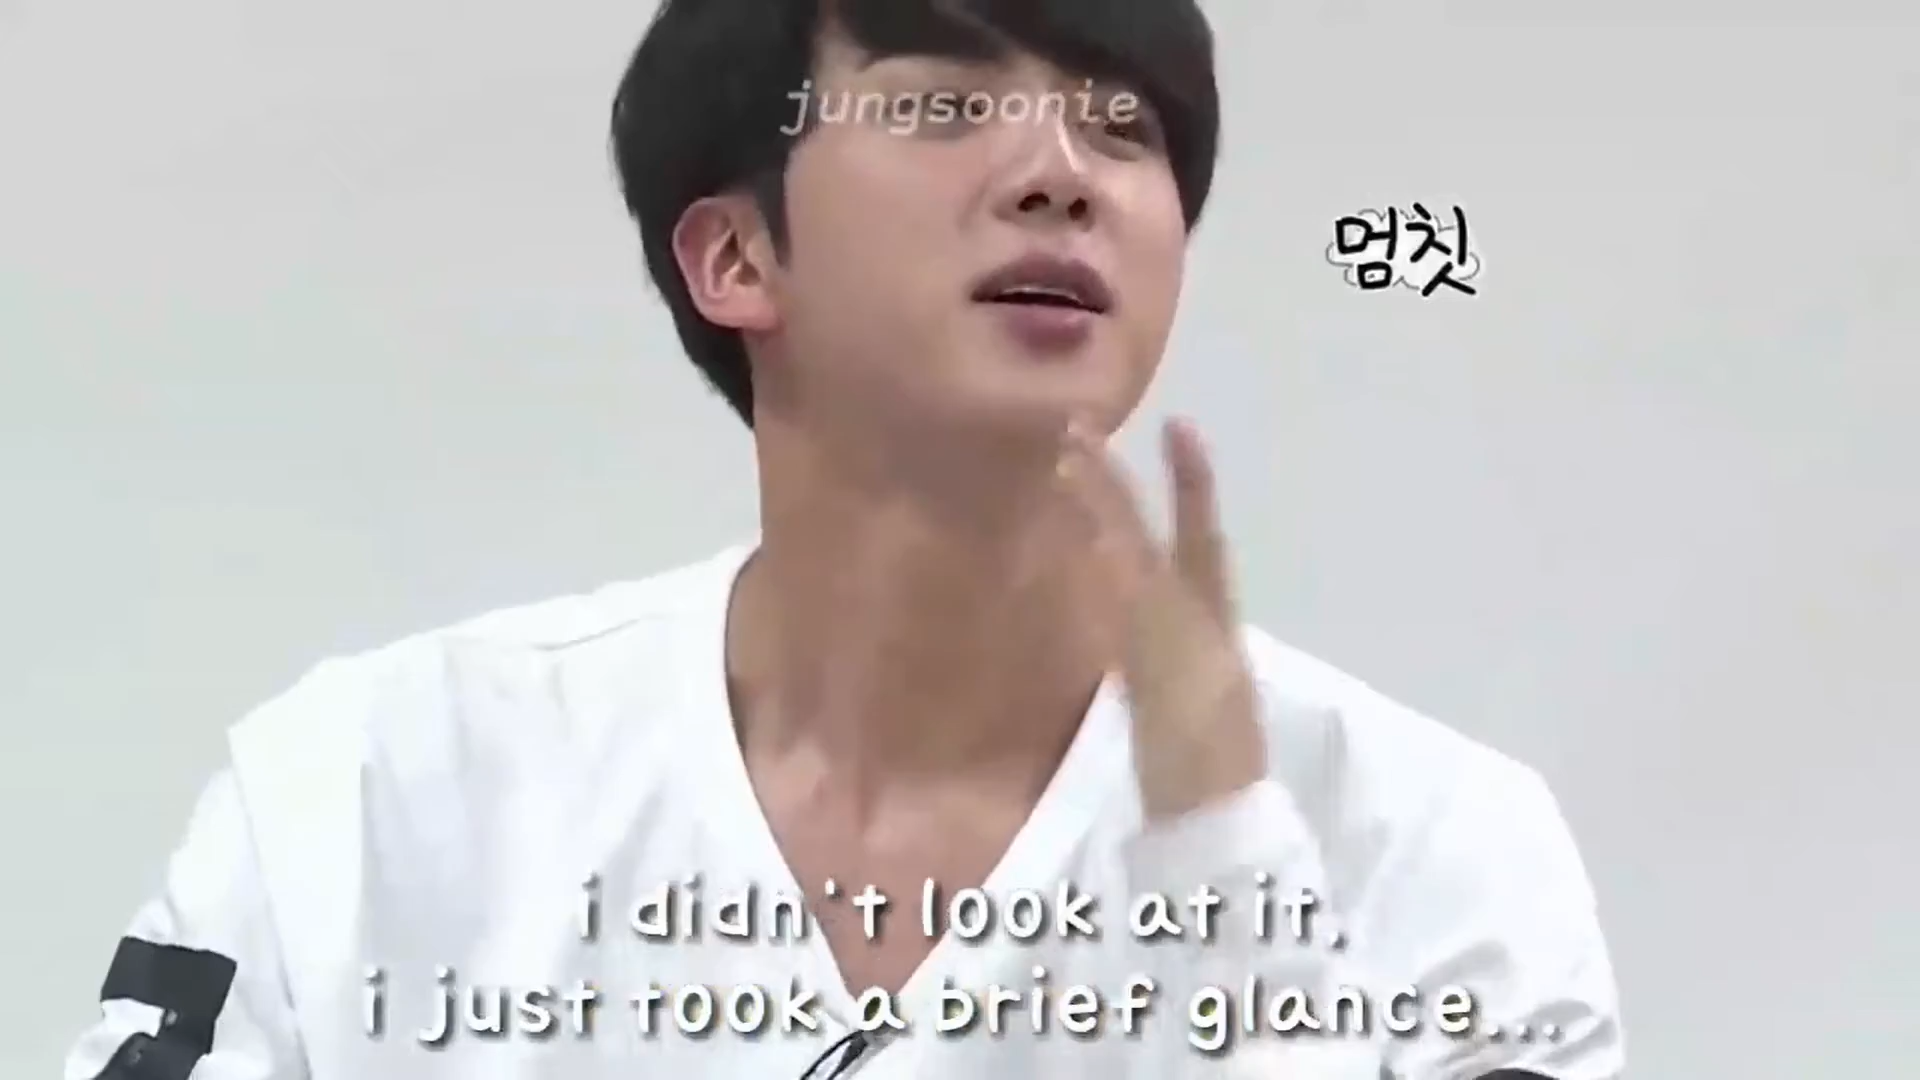 jungsoonie
멈칫
i didn't look at it,
i just took a brief glance...